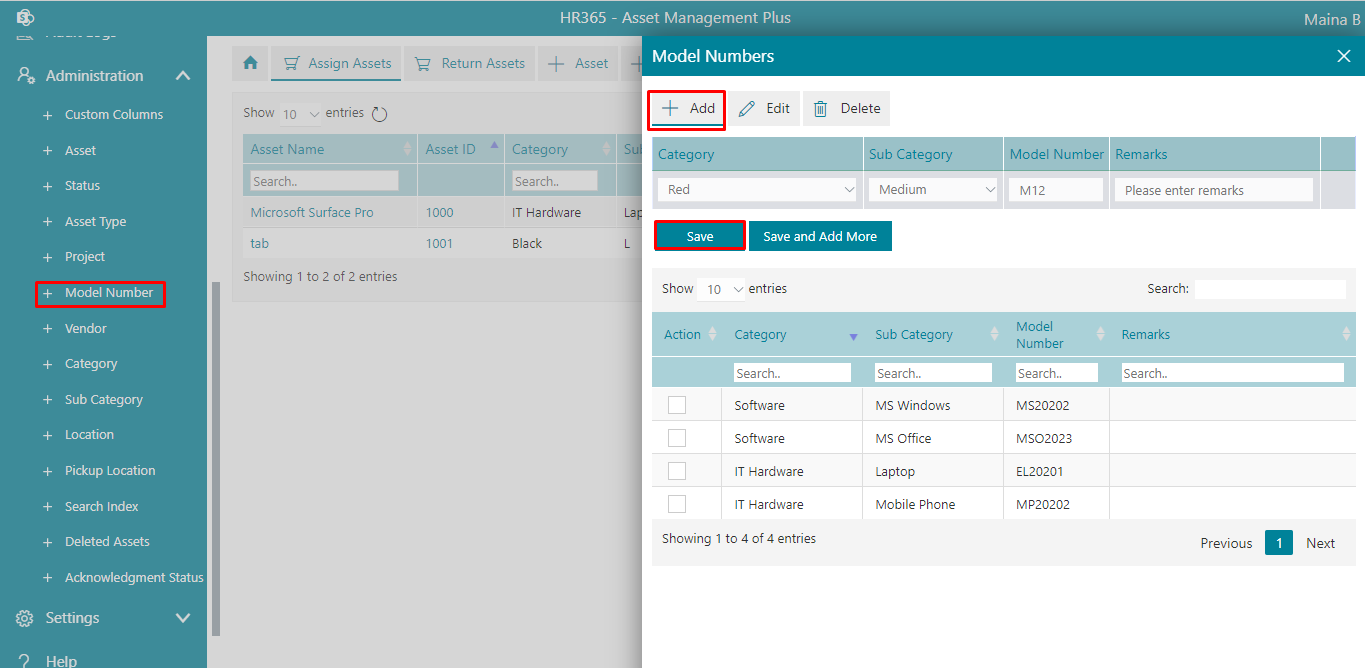 HR365 - Asset Management Plus
Maina B
Administration
Custom Columns
Asset
Status
Asset Type
Project
Model Number
Vendor
Category
Sub Category
Location
Pickup Location
Search Index
Deleted Assets
Acknowledgment Status
Settings
Help
Assign Assets
Return Assets
Asset
Show 10 entries
Asset Name Asset ID Category
Search.. Search..
Microsoft Surface Pro 1000 IT Hardware
tab 1001 Black L
Showing 1 to 2 of 2 entries
Model Numbers
Add Edit Delete
Category Sub Category Model Number Remarks
Red Medium M12 Please enter remarks
Save Save and Add More
Show 10 entries Search:
Action Category Sub Category Model Number Remarks
Search.. Search.. Search.. Search..
Software MS Windows MS20202
Software MS Office MSO2023
IT Hardware Laptop EL20201
IT Hardware Mobile Phone MP20202
Showing 1 to 4 of 4 entries
Previous 1 Next